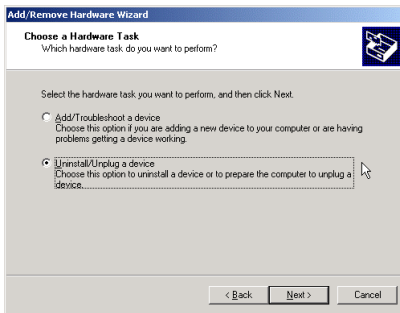 Add/Remove Hardware Wizard
Choose a Hardware Task
Which hardware task do you want to perform?
Select the hardware task you want to perform, and then click Next.
Add/Troubleshoot a device
Choose this option if you are adding a new device to your computer or are having
problems getting a device working.
Uninstall/Unplug a device
Choose this option to uninstall a device or to prepare the computer to unplug a
device.
< Back Next > Cancel